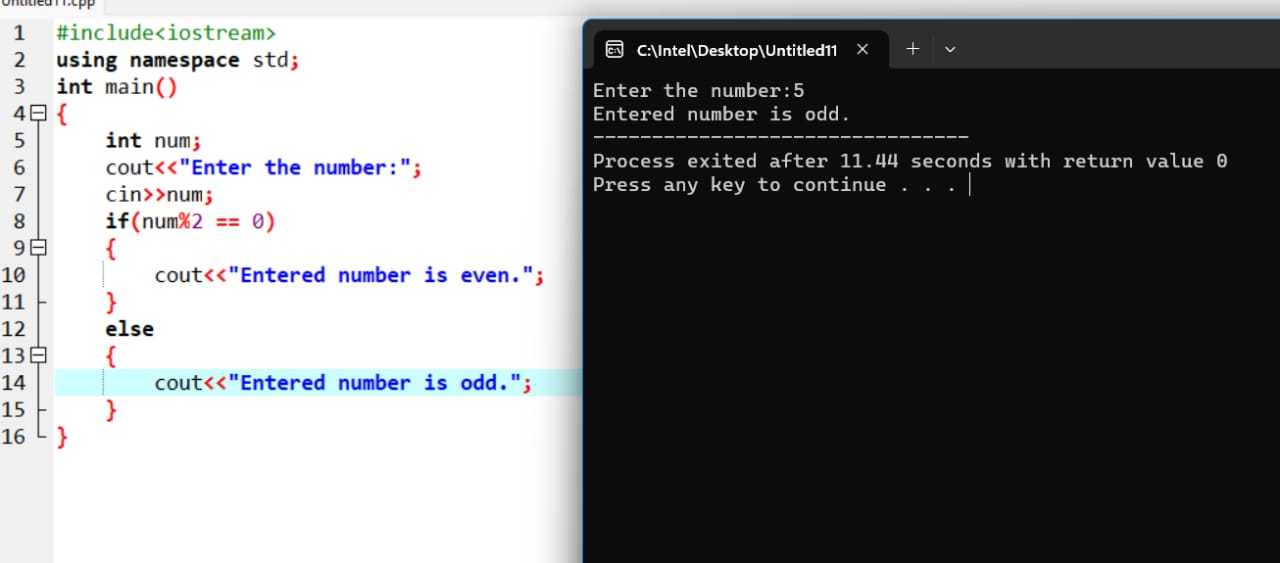 Untitled11.cpp
1 #include<iostream>
2 using namespace std;
3 int main()
4 {
5 int num;
6 cout<<"Enter the number:";
7 cin>>num;
8 if(num%2 == 0)
9 {
10 cout<<"Entered number is even.";
11 }
12 else
13 {
14 cout<<"Entered number is odd.";
15 }
16 }
C:\Intel\Desktop\Untitled11
Enter the number:5
Entered number is odd.
--------------------------------
Process exited after 11.44 seconds with return value 0
Press any key to continue . . .